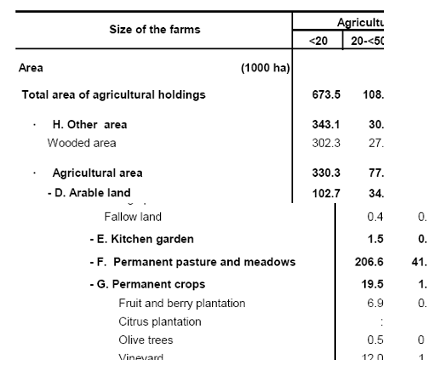 Size of the farms
<20 20-<50
Area (1000 ha)
Total area of agricultural holdings 673.5 108.
· H. Other area 343.1 30.
Wooded area 302.3 27.
· Agricultural area 330.3 77.
- D. Arable land 102.7 34.
Fallow land 0.4 0.
- E. Kitchen garden 1.5 0.
- F. Permanent pasture and meadows 206.6 41.
- G. Permanent crops 19.5 1.
Fruit and berry plantation 6.9 0.
Citrus plantation :
Olive trees 0.5 0
Vineyard 12.0 1